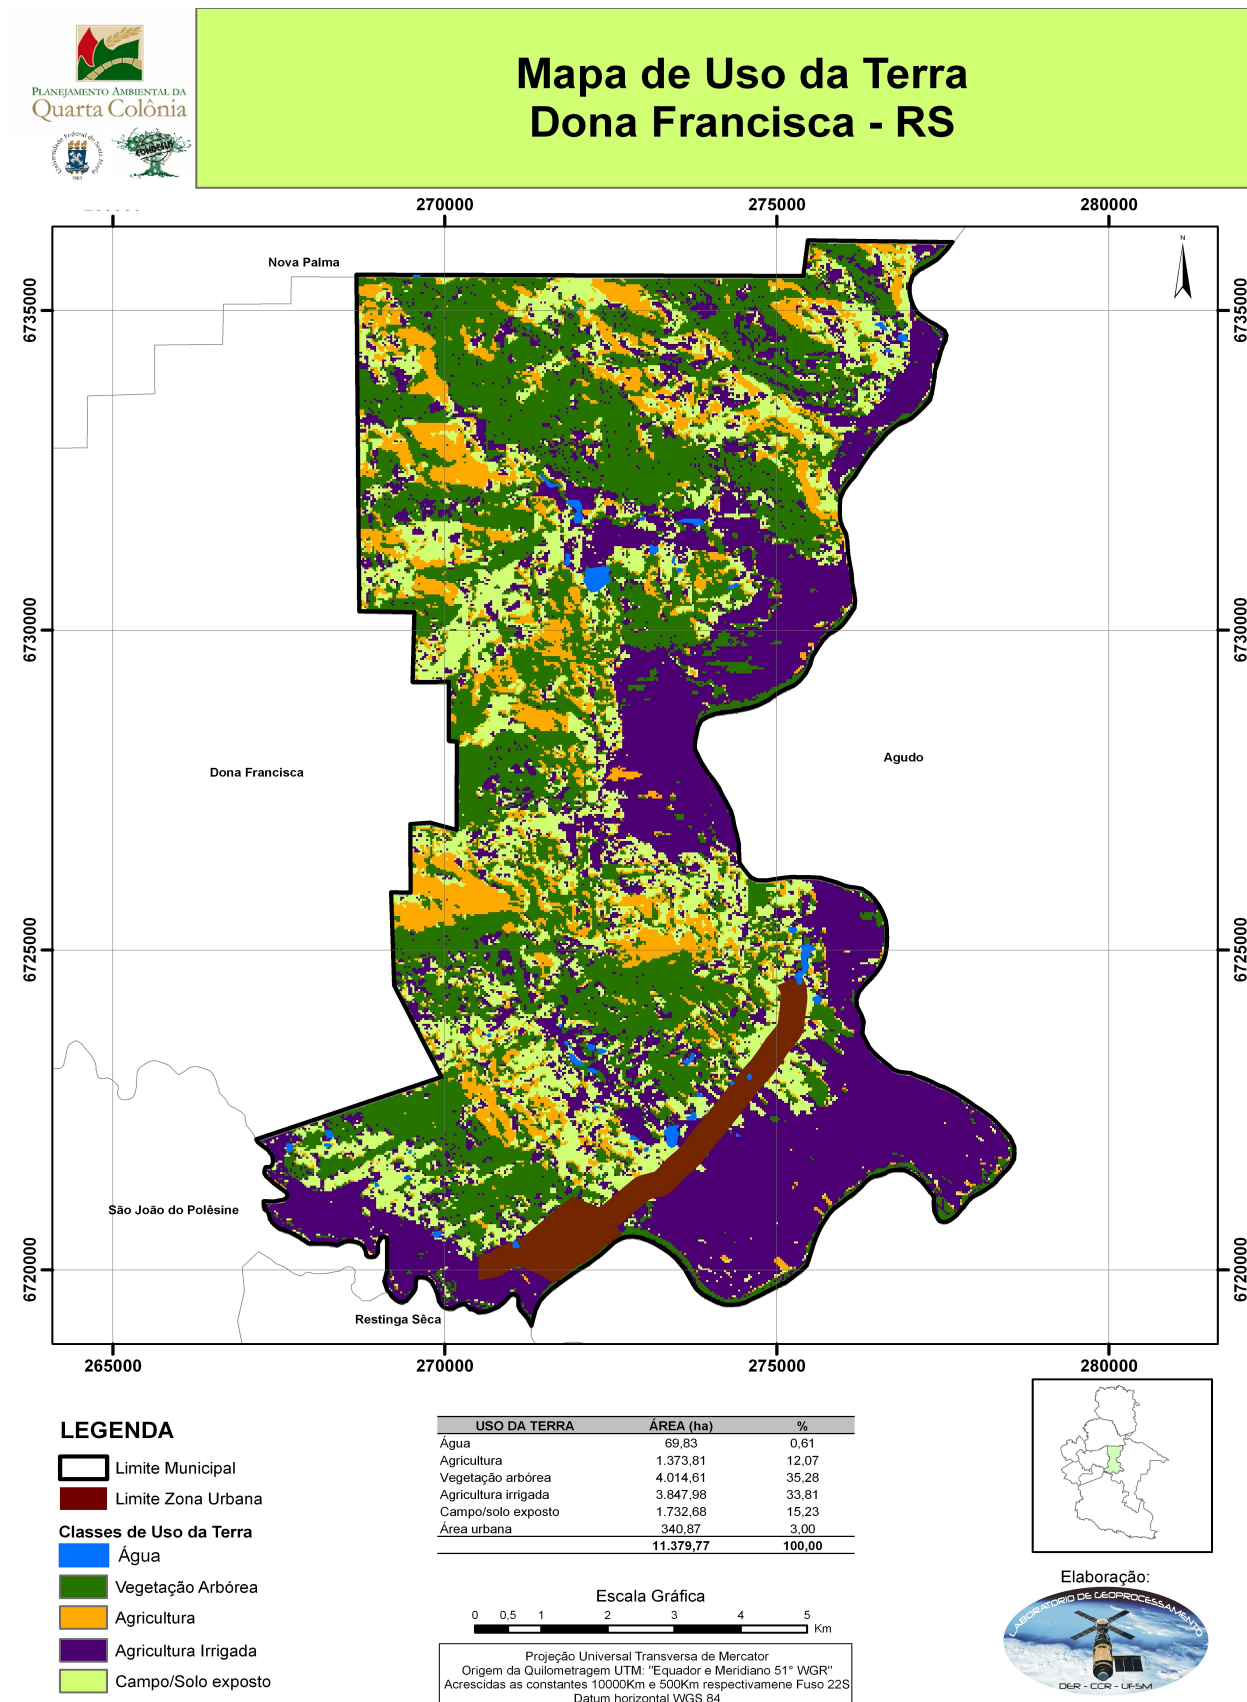 Mapa de Uso da Terra
Dona Francisca - RS
PLANEJAMENTO AMBIENTAL DA
Quarta Colônia
Universidade Federal de Santa Maria
1960
CONDESUS
270000
275000
280000
N
Nova Palma
6735000
6735000
6730000
6730000
Dona Francisca
Agudo
6725000
6725000
São João do Polêsine
6720000
6720000
Restinga Sêca
265000
270000
275000
280000
LEGENDA
Limite Municipal
Limite Zona Urbana
Classes de Uso da Terra
Água
Vegetação Arbórea
Agricultura
Agricultura Irrigada
Campo/Solo exposto
USO DA TERRA ÁREA (ha) %
Água 69,83 0,61
Agricultura 1.373,81 12,07
Vegetação arbórea 4.014,61 35,28
Agricultura irrigada 3.847,98 33,81
Campo/solo exposto 1.732,68 15,23
Área urbana 340,87 3,00
11.379,77 100,00
Escala Gráfica
0 0,5 1 2 3 4 5
Km
Projeção Universal Transversa de Mercator
Origem da Quilometragem UTM: "Equador e Meridiano 51° WGR"
Acrescidas as constantes 10000Km e 500Km respectivamene Fuso 22S
Datum horizontal WGS 84
Elaboração:
LABORATÓRIO DE GEOPROCESSAMENTO
DER - CCR - UFSM